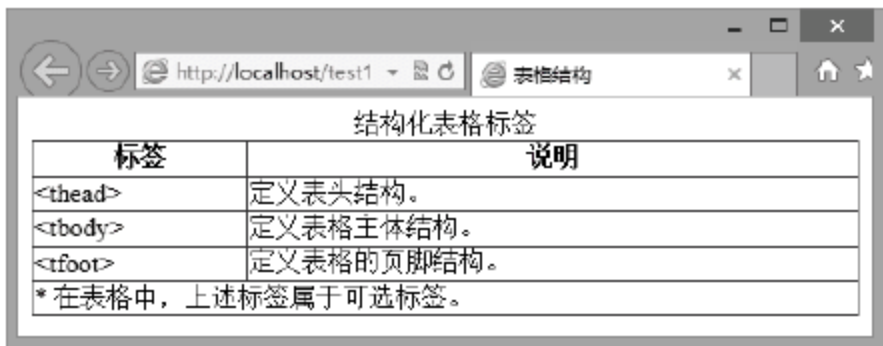 http://localhost/test1
表格结构
结构化表格标签
标签 说明
<thead> 定义表头结构。
<tbody> 定义表格主体结构。
<tfoot> 定义表格的页脚结构。
* 在表格中，上述标签属于可选标签。